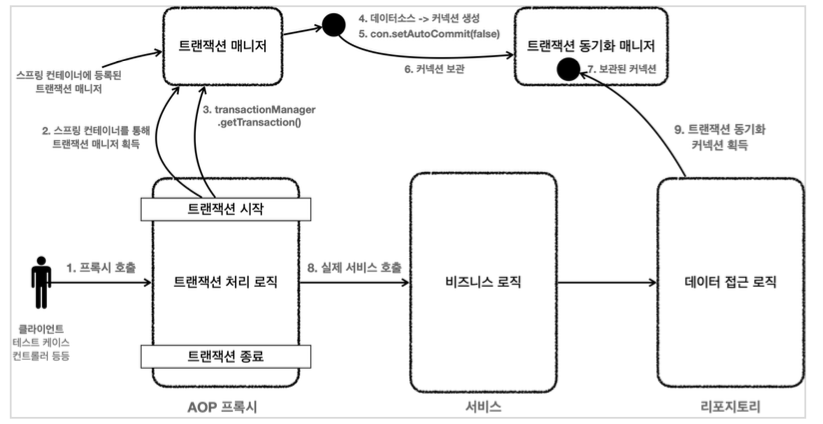 트랜잭션 매니저
4. 데이터소스 -> 커넥션 생성
5. con.setAutoCommit(false)
트랜잭션 동기화 매니저
6. 커넥션 보관
7. 보관된 커넥션
스프링 컨테이너에 등록된
트랜잭션 매니저
3. transactionManager
.getTransaction()
2. 스프링 컨테이너를 통해
트랜잭션 매니저 획득
9. 트랜잭션 동기화
커넥션 획득
트랜잭션 시작
1. 프록시 호출
트랜잭션 처리 로직
8. 실제 서비스 호출
비즈니스 로직
데이터 접근 로직
클라이언트
테스트 케이스
컨트롤러 등등
트랜잭션 종료
AOP 프록시
서비스
리포지토리